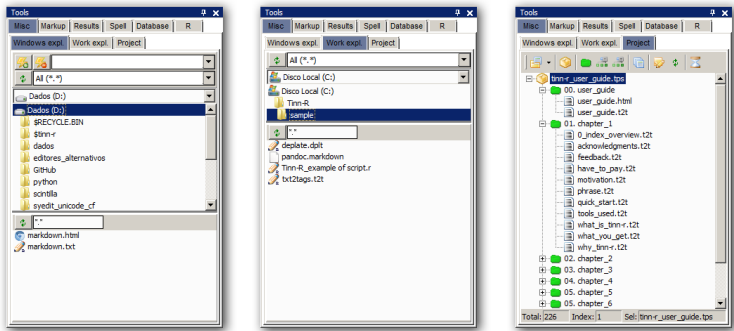 Tools
Misc Markup Results Spell Database R
Windows expl. Work expl. Project
All (*.*)
Dados (D:)
Dados (D:)
$RECYCLE.BIN
$tinn-r
dados
editores_alternativos
GitHub
python
scintilla
syedit_unicode_cf
"."
markdown.html
markdown.txt
Tools
Misc Markup Results Spell Database R
Windows expl. Work expl. Project
All (*.*)
Disco Local (C:)
Disco Local (C:)
Tinn-R
sample
"."
deplate.dplt
pandoc.markdown
Tinn-R_example of script.r
txt2tags.t2t
Tools
Misc Markup Results Spell Database R
Windows expl. Work expl. Project
tinn-r_user_guide.tps
00. user_guide
user_guide.html
user_guide.t2t
01. chapter_1
0_index_overview.t2t
acknowledgments.t2t
feedback.t2t
have_to_pay.t2t
motivation.t2t
phrase.t2t
quick_start.t2t
tools_used.t2t
what_is_tinn-r.t2t
what_you_get.t2t
why_tinn-r.t2t
02. chapter_2
03. chapter_3
04. chapter_4
05. chapter_5
05. chapter_6
Total: 226 Index: 1 Sel: tinn-r_user_guide.tps